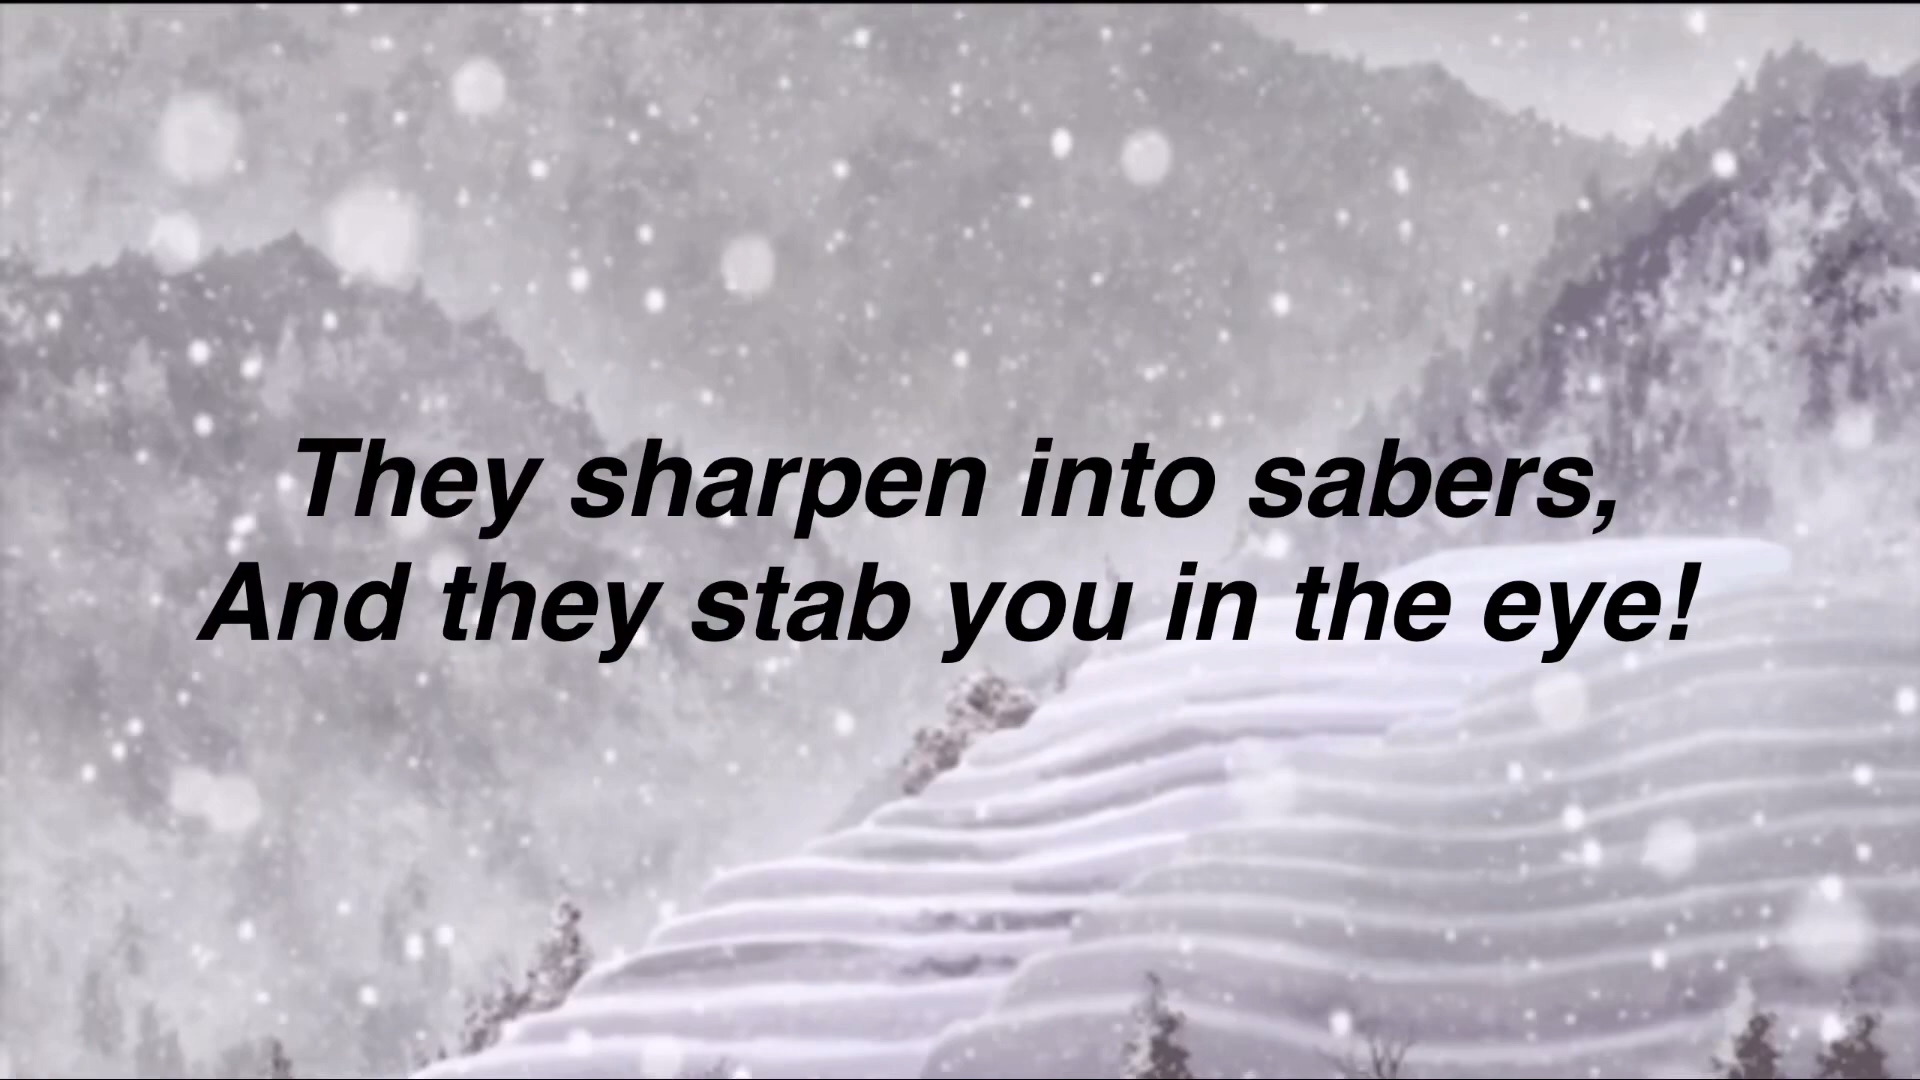 They sharpen into sabers,
And they stab you in the eye!